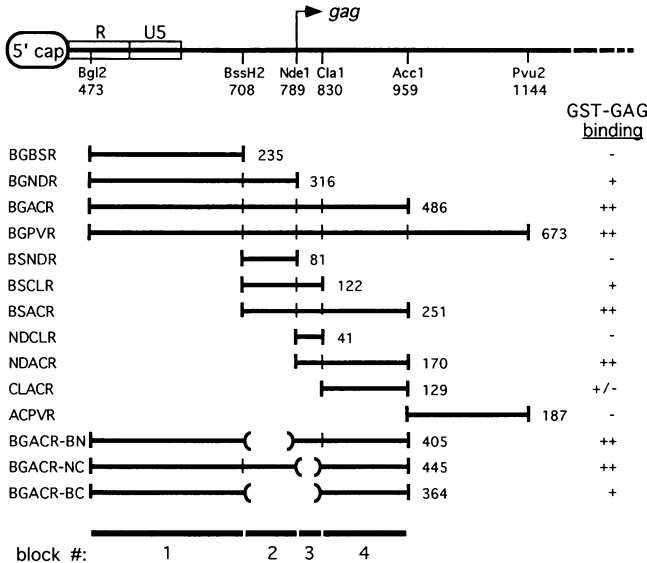 gag
R U5
5' cap
Bgl2 BssH2 Nde1 Cla1 Acc1 Pvu2
473 708 789 830 959 1144
GST-GAG
binding
BGBSR 235 -
BGNDR 316 +
BGACR 486 ++
BGPVR 673 ++
BSNDR 81 -
BSCLR 122 +
BSACR 251 ++
NDCLR 41 -
NDACR 170 ++
CLACR 129 +/-
ACPVR 187 -
BGACR-BN 405 ++
BGACR-NC 445 ++
BGACR-BC 364 +
block #: 1 2 3 4